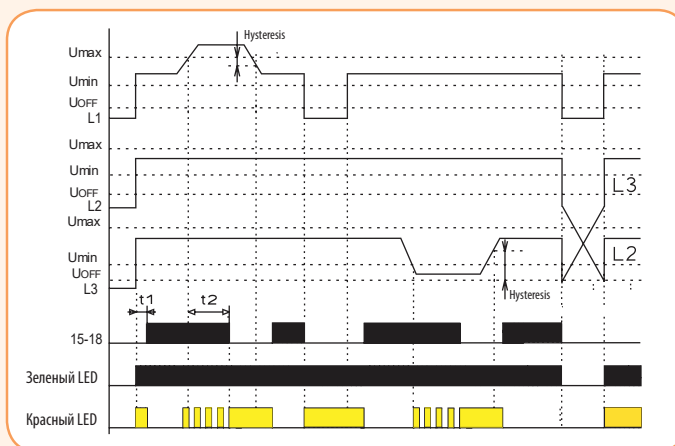 Hysteresis
Umax
Umin
UOFF
L1
Umax
Umin
UOFF
L3
L2
Umax
L2
Umin
UOFF
L3
Hysteresis
t1
t2
15-18
Зеленый LED
Красный LED